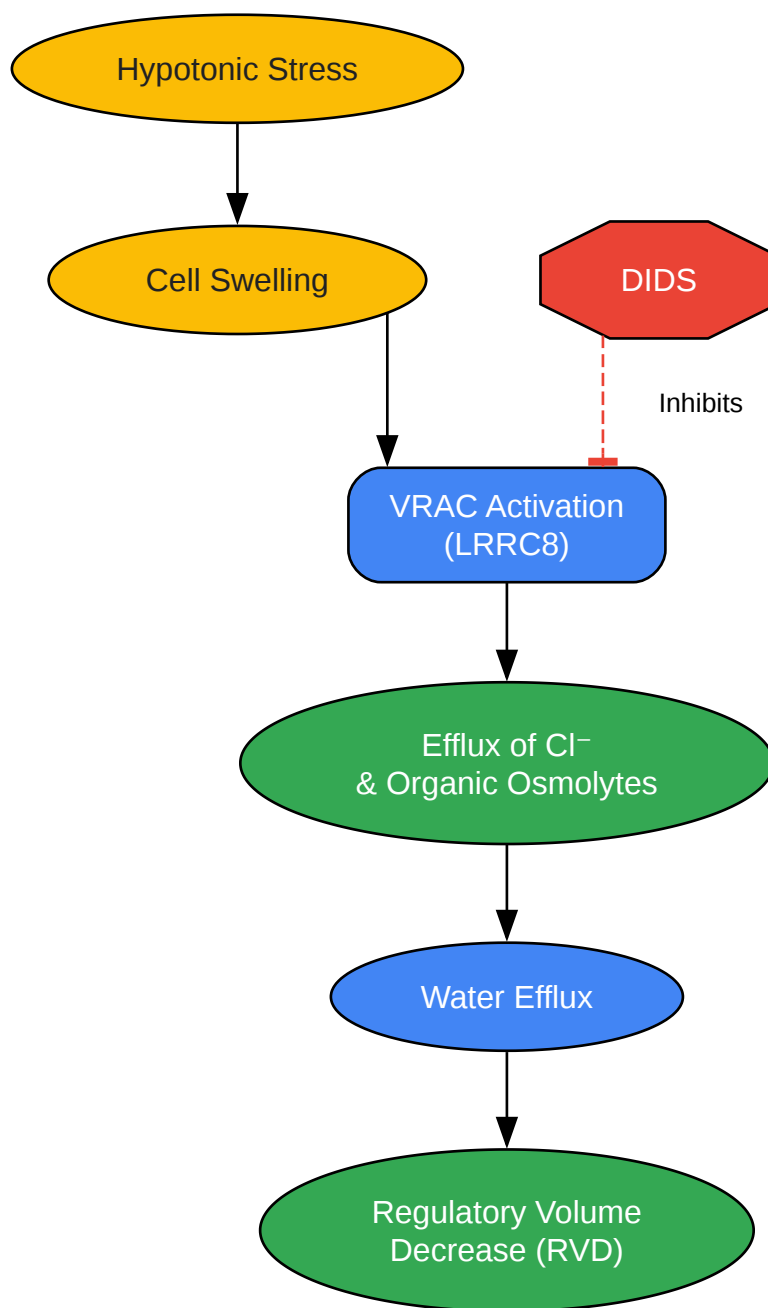 Hypotonic Stress
Cell Swelling
DIDS
Inhibits
VRAC Activation
(LRRC8)
Efflux of Cl⁻
& Organic Osmolytes
Water Efflux
Regulatory Volume
Decrease (RVD)